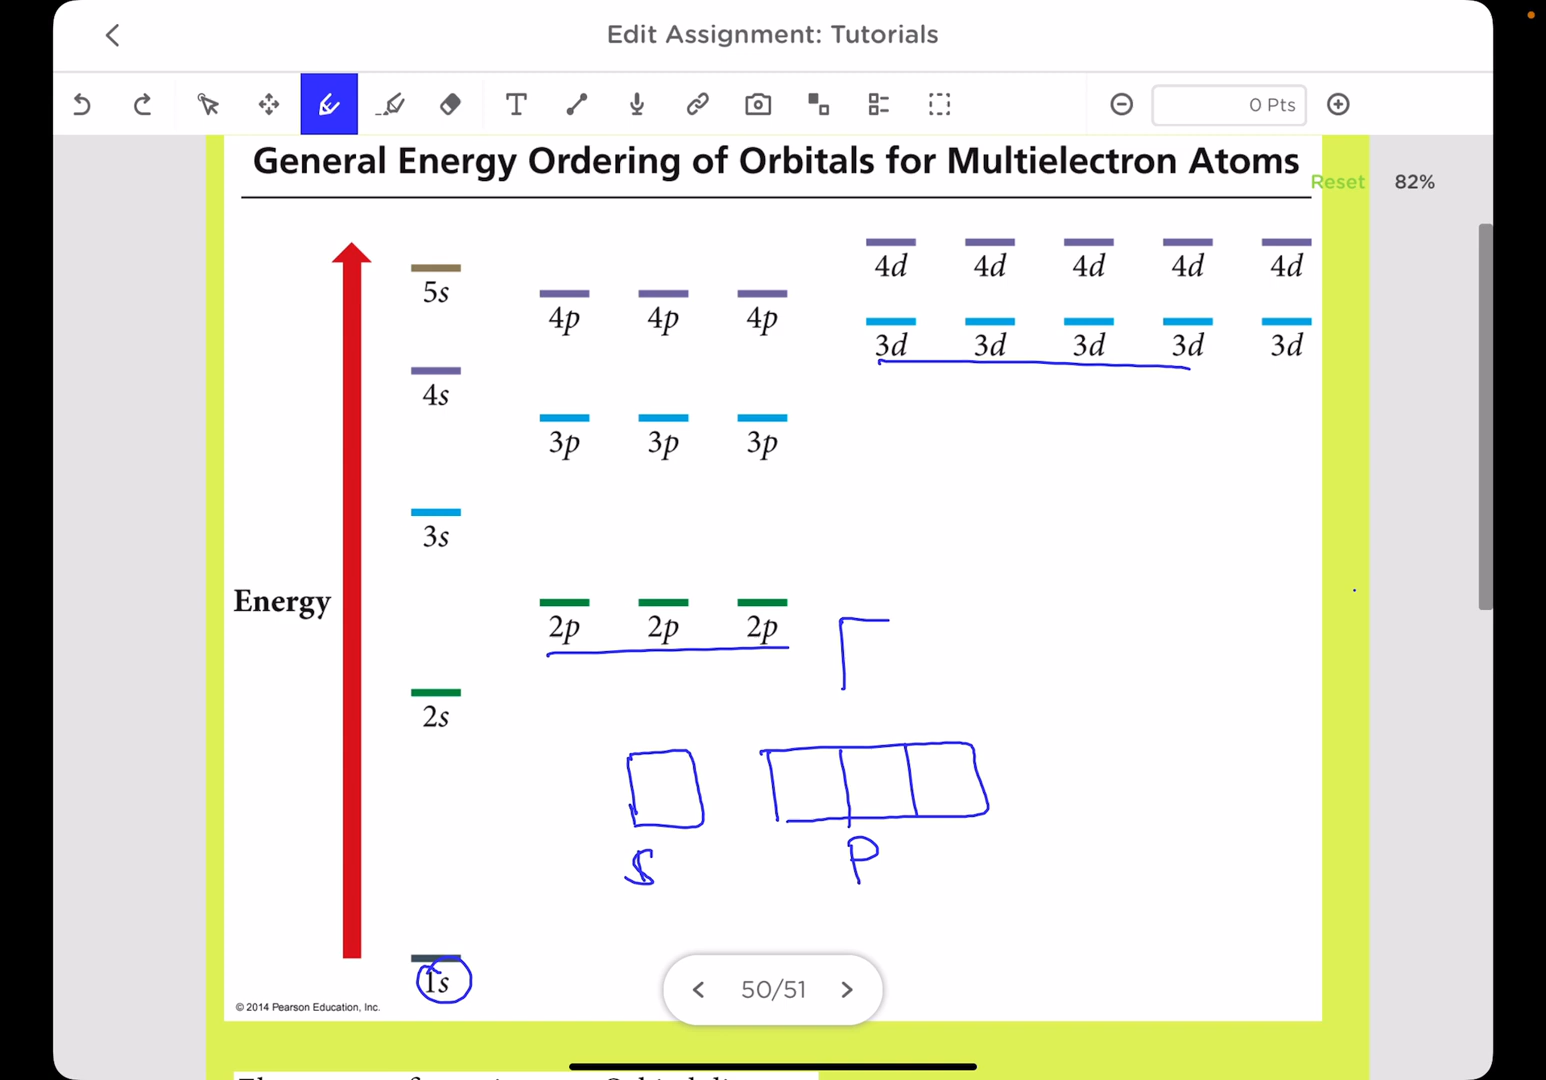 Edit Assignment: Tutorials
T
0 Pts
General Energy Ordering of Orbitals for Multielectron Atoms
Reset 82%
4d 4d 4d 4d 4d
5s
4p 4p 4p
3d 3d 3d 3d 3d
4s
3p 3p 3p
3s
Energy
2p 2p 2p
2s
S P
1s
50/51
© 2014 Pearson Education, Inc.